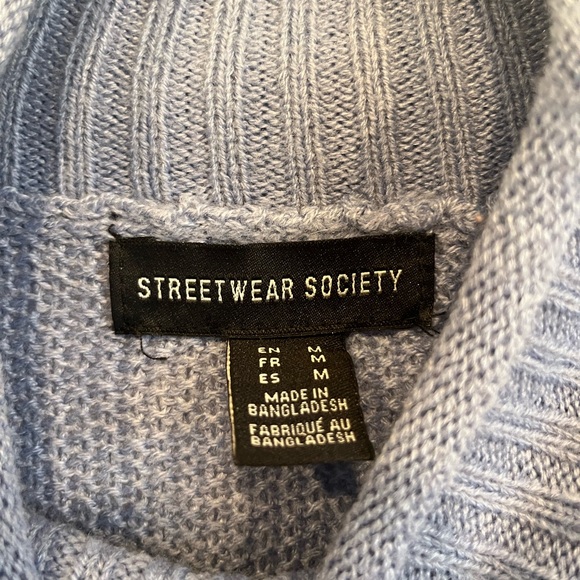 STREETWEAR SOCIETY
EN M
FR M
ES M
MADE IN
BANGLADESH
FABRIQUÉ AU
BANGLADESH